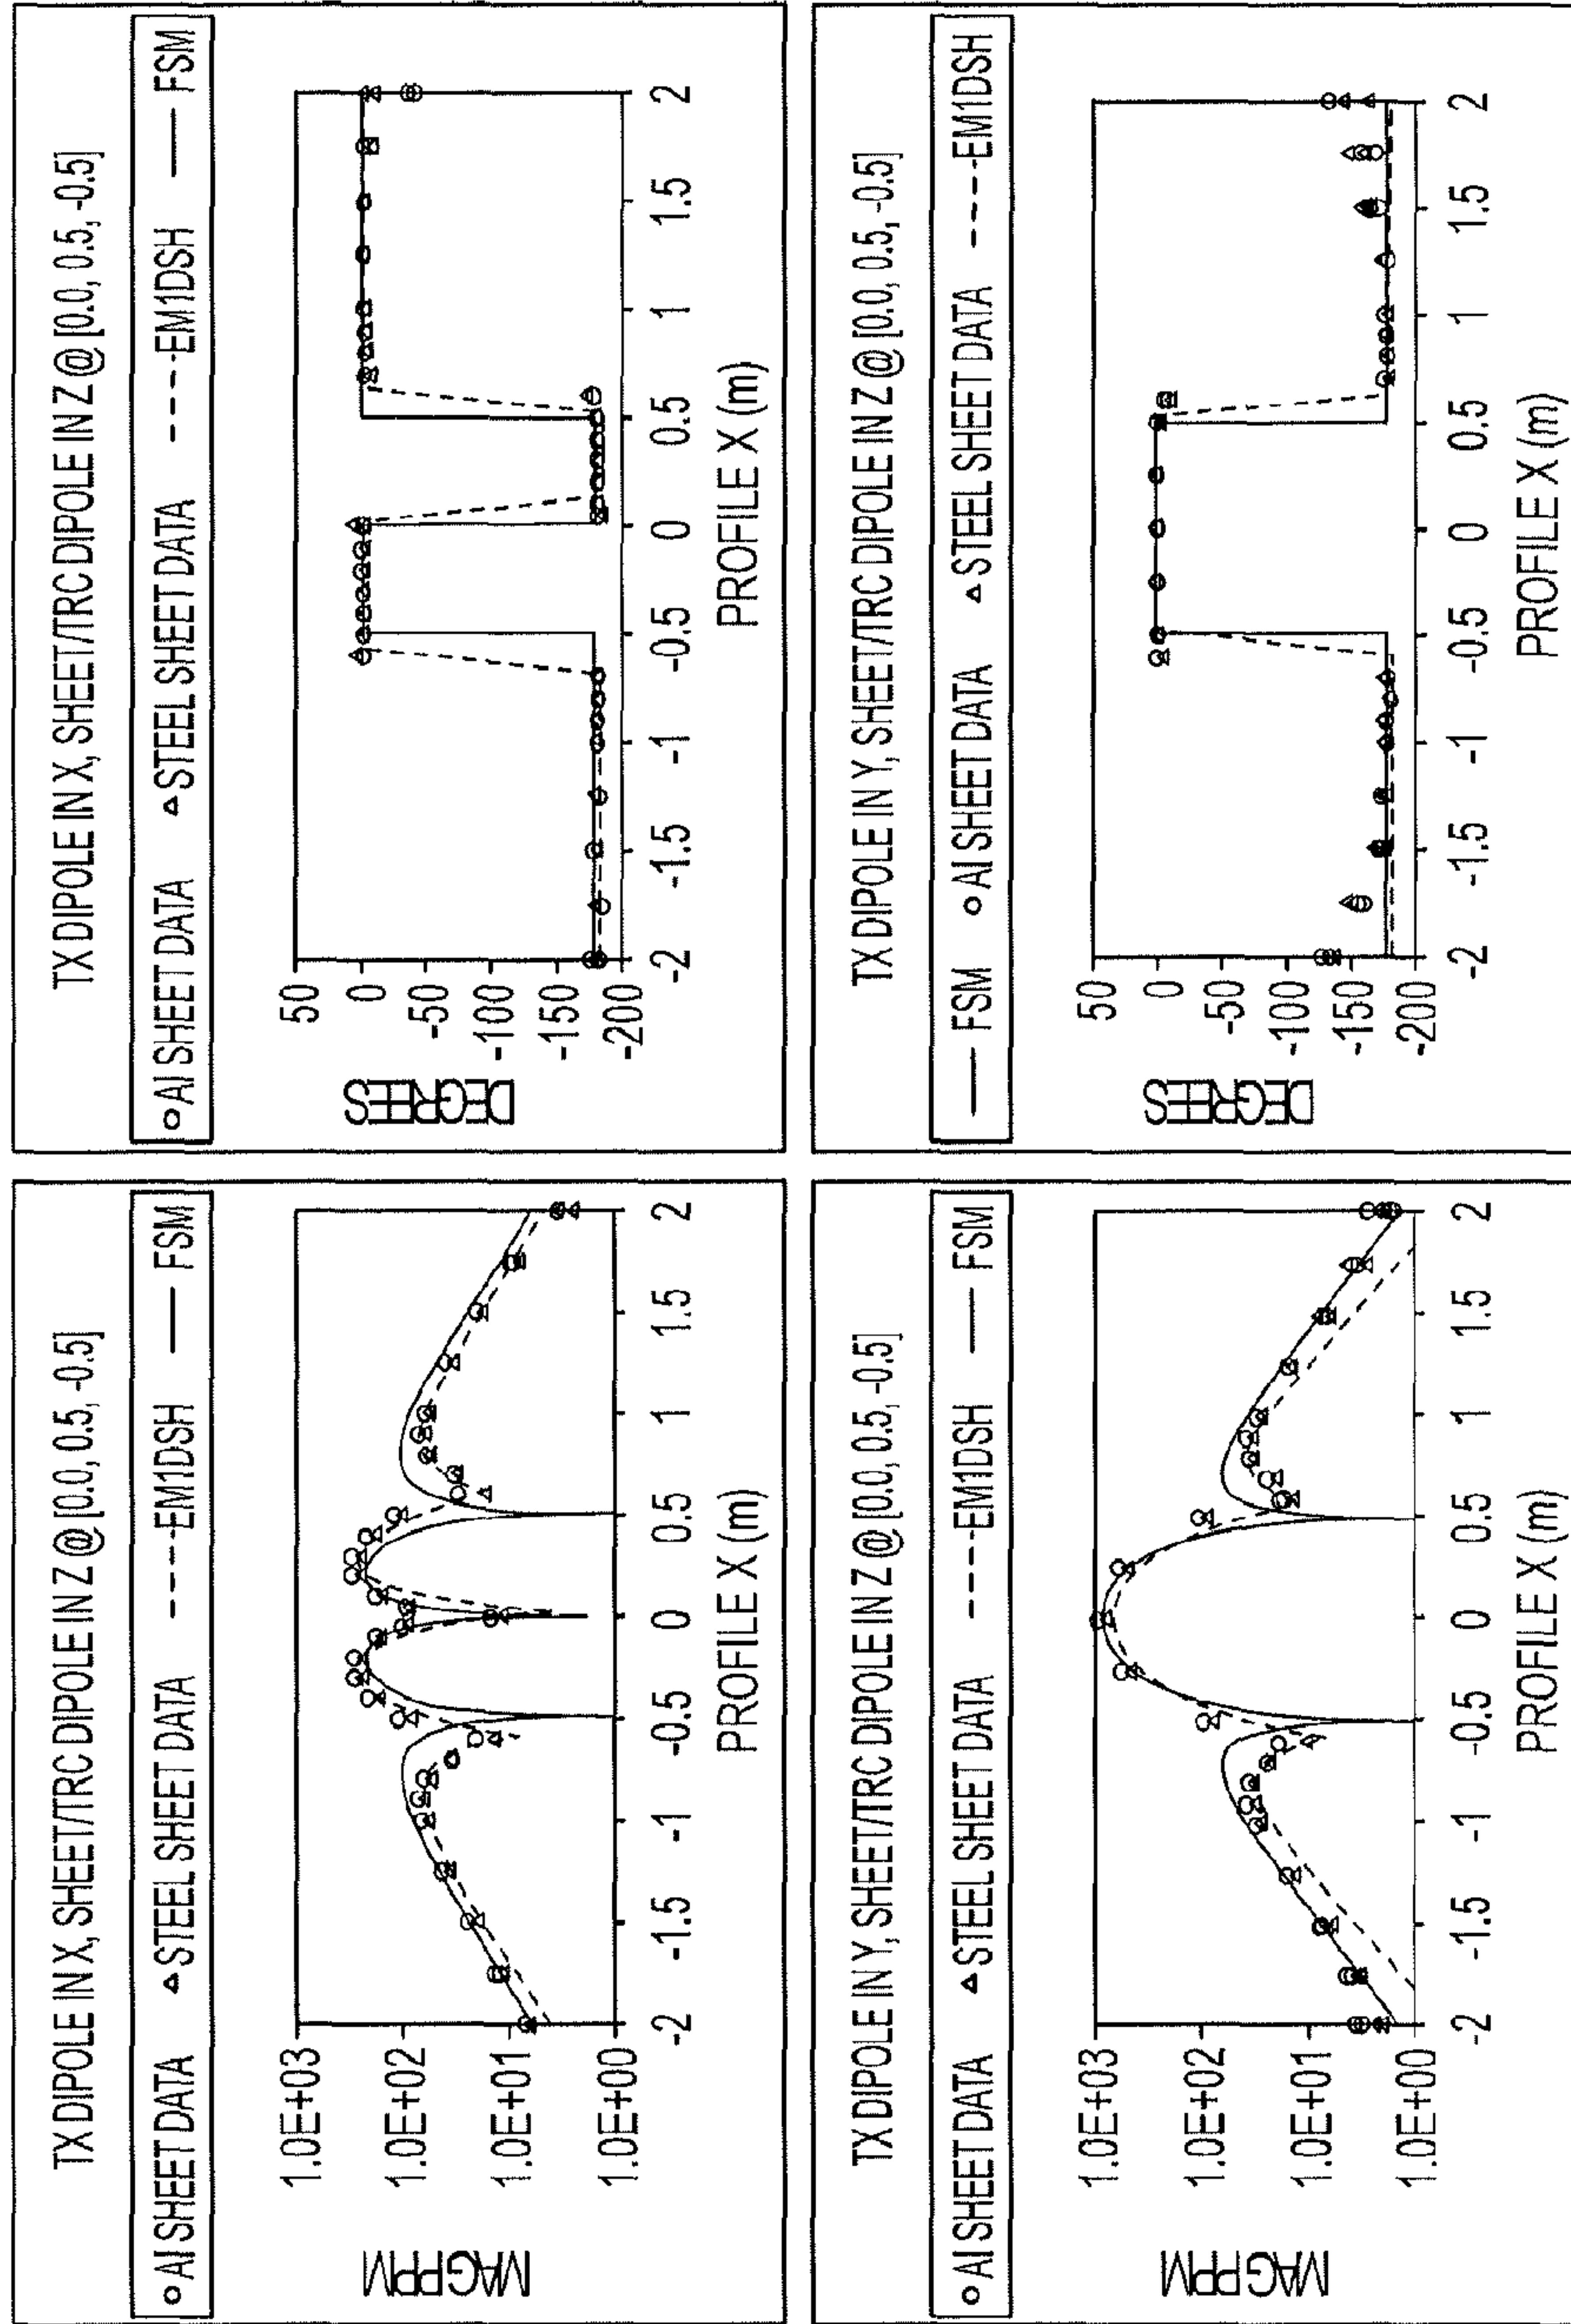 TX DIPOLE IN X, SHEET/TRC DIPOLE IN Z @ [0.0, 0.5, -0.5]
AI SHEET DATA STEEL SHEET DATA EM1DSH FSM
MAG PPM
1.0E+03
1.0E+02
1.0E+01
1.0E+00
-2 -1.5 -1 -0.5 0 0.5 1 1.5 2
PROFILE X (m)
TX DIPOLE IN X, SHEET/TRC DIPOLE IN Z @ [0.0, 0.5, -0.5]
AI SHEET DATA STEEL SHEET DATA EM1DSH FSM
DEGREES
50
0
-50
-100
-150
-200
-2 -1.5 -1 -0.5 0 0.5 1 1.5 2
PROFILE X (m)
TX DIPOLE IN Y, SHEET/TRC DIPOLE IN Z @ [0.0, 0.5, -0.5]
AI SHEET DATA STEEL SHEET DATA EM1DSH FSM
MAG PPM
1.0E+03
1.0E+02
1.0E+01
1.0E+00
-2 -1.5 -1 -0.5 0 0.5 1 1.5 2
PROFILE X (m)
TX DIPOLE IN Y, SHEET/TRC DIPOLE IN Z @ [0.0, 0.5, -0.5]
FSM AI SHEET DATA STEEL SHEET DATA EM1DSH
DEGREES
50
0
-50
-100
-150
-200
-2 -1.5 -1 -0.5 0 0.5 1 1.5 2
PROFILE X (m)